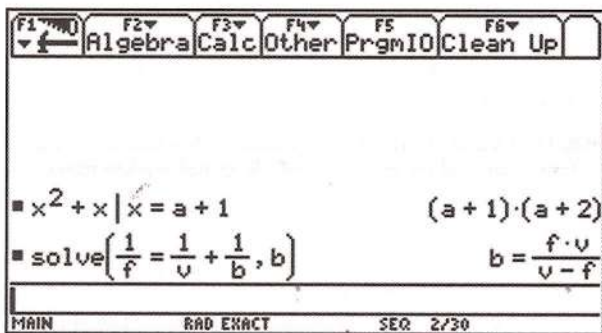 F1 F2 Algebra F3 Calc F4 Other F5 PrgmIO F6 Clean Up
x² + x | x = a + 1 (a + 1)·(a + 2)
solve(1/f = 1/v + 1/b, b) b = f·v/(v − f)
MAIN RAD EXACT SEQ 2/30